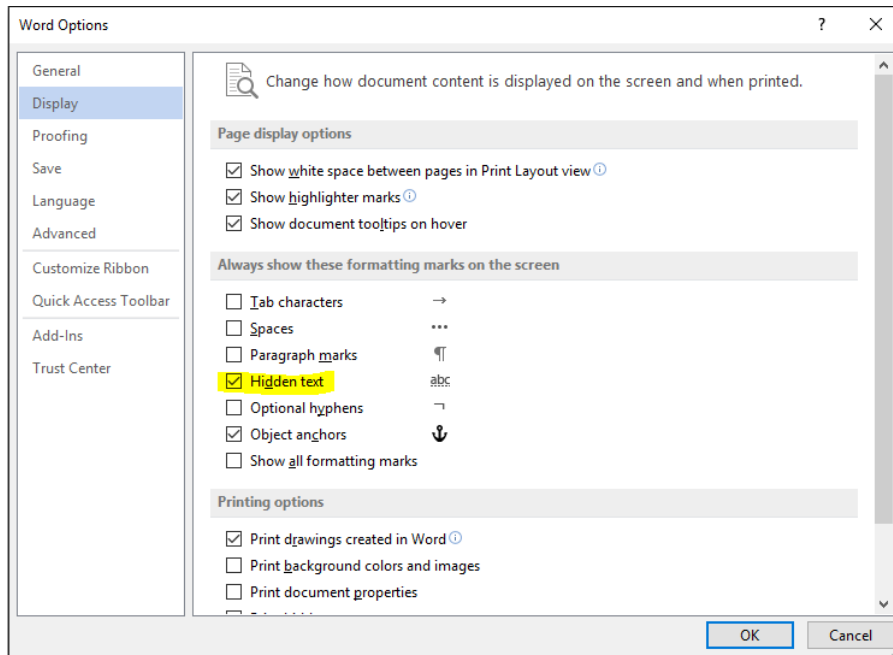 Word Options ? ×
General
Display
Proofing
Save
Language
Advanced
Customize Ribbon
Quick Access Toolbar
Add-Ins
Trust Center
Change how document content is displayed on the screen and when printed.
Page display options
Show white space between pages in Print Layout view
Show highlighter marks
Show document tooltips on hover
Always show these formatting marks on the screen
Tab characters →
Spaces •••
Paragraph marks ¶
Hidden text abc
Optional hyphens ¬
Object anchors
Show all formatting marks
Printing options
Print drawings created in Word
Print background colors and images
Print document properties
OK Cancel